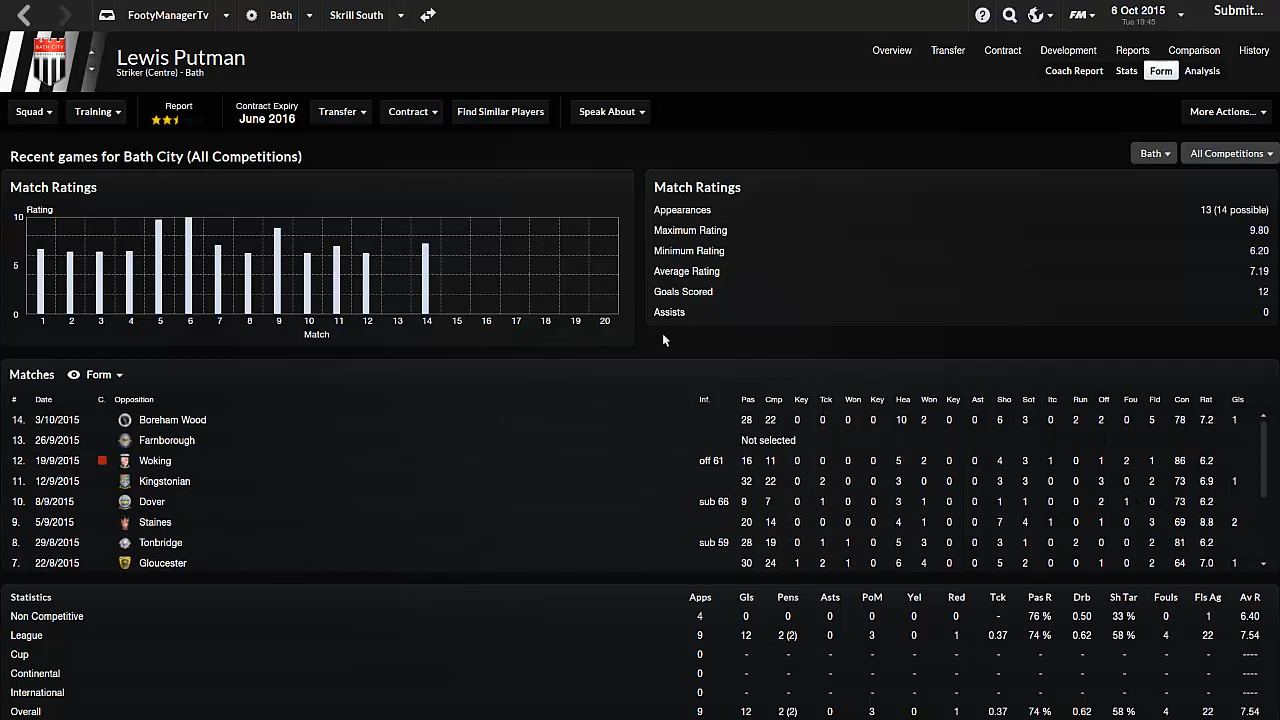 FootyManagerTv Bath Skrill South FM 6 Oct 2015 Submit...
Tue 19:45
BATH CITY
Lewis Putman
Striker (Centre) - Bath
Overview Transfer Contract Development Reports Comparison History
Coach Report Stats Form Analysis
Squad Training Report Contract Expiry June 2016 Transfer Contract Find Similar Players Speak About More Actions...
Recent games for Bath City (All Competitions) Bath All Competitions
Match Ratings
Rating
10
5
0
1 2 3 4 5 6 7 8 9 10 11 12 13 14 15 16 17 18 19 20
Match
Match Ratings
Appearances 13 (14 possible)
Maximum Rating 9.80
Minimum Rating 6.20
Average Rating 7.19
Goals Scored 12
Assists 0
Matches Form
# Date C. Opposition Inf. Pas Cmp Key Tck Won Key Hea Won Key Ast Sho Sot Itc Run Off Fou Fld Con Rat Gls
14. 3/10/2015 Boreham Wood 28 22 0 0 0 0 10 2 0 0 6 3 0 2 2 0 5 78 7.2 1
13. 26/9/2015 Farnborough Not selected
12. 19/9/2015 Woking off 61 16 11 0 0 0 0 5 2 0 0 4 3 1 0 1 2 1 86 6.2
11. 12/9/2015 Kingstonian 32 22 0 2 0 0 3 0 0 0 3 3 0 0 3 0 2 73 6.9 1
10. 8/9/2015 Dover sub 66 9 7 0 1 0 0 3 1 0 0 3 1 0 0 2 1 0 73 6.2
9. 5/9/2015 Staines 20 14 0 0 0 0 4 1 0 0 7 4 1 0 1 0 3 69 8.8 2
8. 29/8/2015 Tonbridge sub 59 28 19 0 1 1 0 5 3 0 0 3 1 0 2 0 0 2 81 6.2
7. 22/8/2015 Gloucester 30 24 1 2 1 0 6 4 0 0 5 2 0 0 1 0 2 64 7.0 1
Statistics Apps Gls Pens Asts PoM Yel Red Tck Pas R Drb Sh Tar Fouls Fls Ag Av R
Non Competitive 4 0 0 0 0 0 0 - 76 % 0.50 33 % 0 1 6.40
League 9 12 2 (2) 0 3 0 1 0.37 74 % 0.62 58 % 4 22 7.54
Cup 0 - - - - - - - - - - - - ----
Continental 0 - - - - - - - - - - - - ----
International 0 - - - - - - - - - - - - ----
Overall 9 12 2 (2) 0 3 0 1 0.37 74 % 0.62 58 % 4 22 7.54